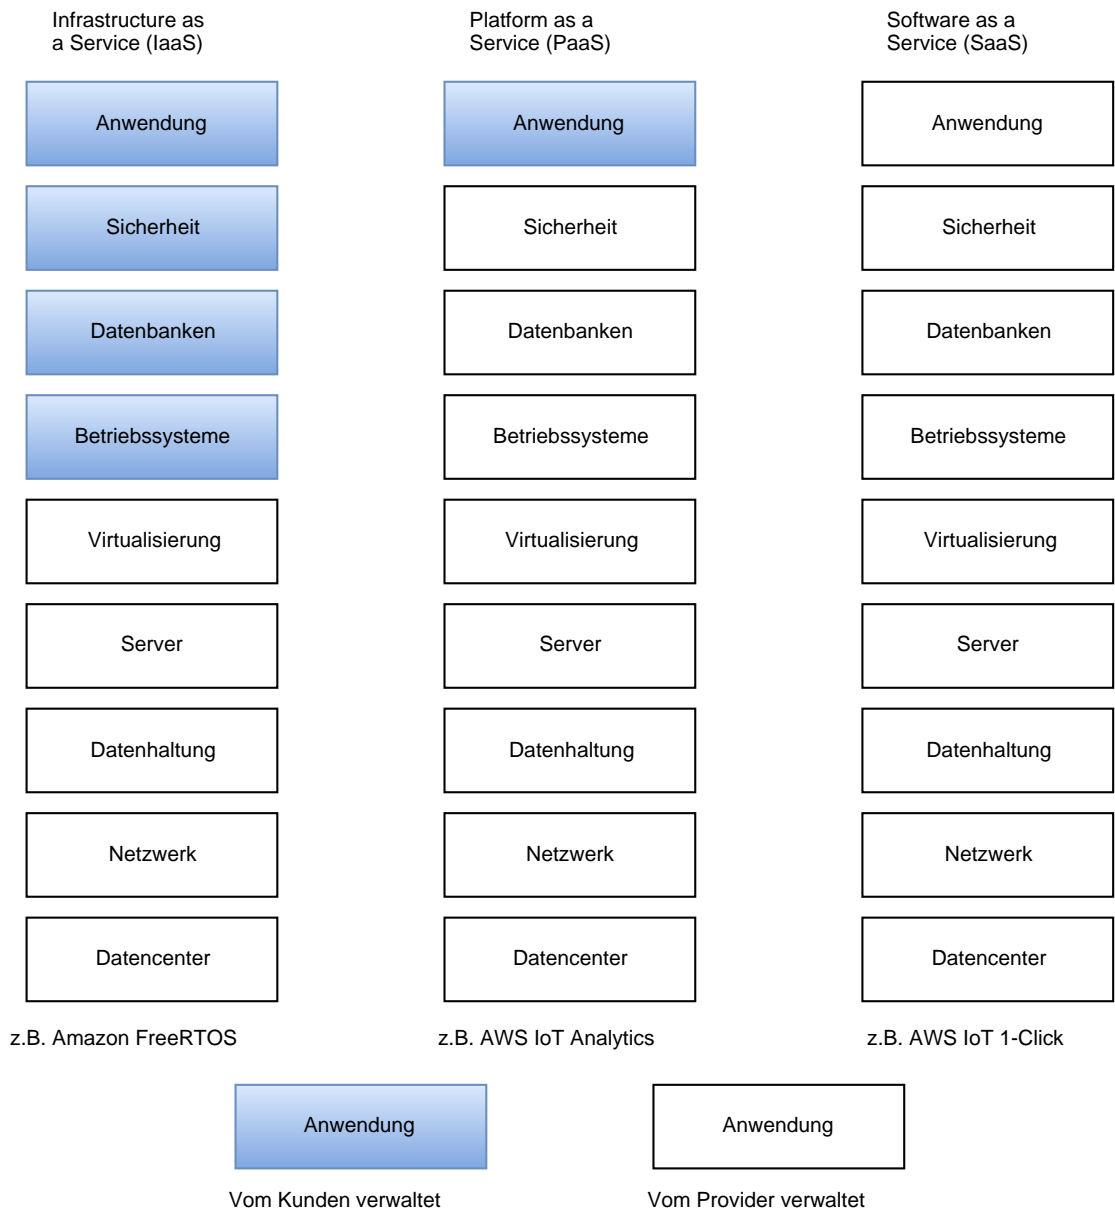 Infrastructure as
a Service (IaaS)
Platform as a
Service (PaaS)
Software as a
Service (SaaS)
Anwendung
Anwendung
Anwendung
Sicherheit
Sicherheit
Sicherheit
Datenbanken
Datenbanken
Datenbanken
Betriebssysteme
Betriebssysteme
Betriebssysteme
Virtualisierung
Virtualisierung
Virtualisierung
Server
Server
Server
Datenhaltung
Datenhaltung
Datenhaltung
Netzwerk
Netzwerk
Netzwerk
Datencenter
Datencenter
Datencenter
z.B. Amazon FreeRTOS
z.B. AWS IoT Analytics
z.B. AWS IoT 1-Click
Anwendung
Anwendung
Vom Kunden verwaltet
Vom Provider verwaltet